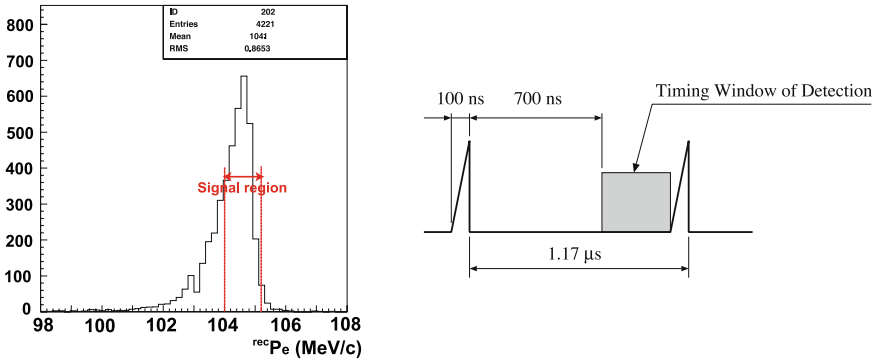 ID 202
Entries 4221
Mean 104.
RMS 0.8653
800
700
600
500
400
300
200
100
0
98 100 102 104 106 108
Signal region
recPe (MeV/c)
100 ns
700 ns
Timing Window of Detection
1.17 μs